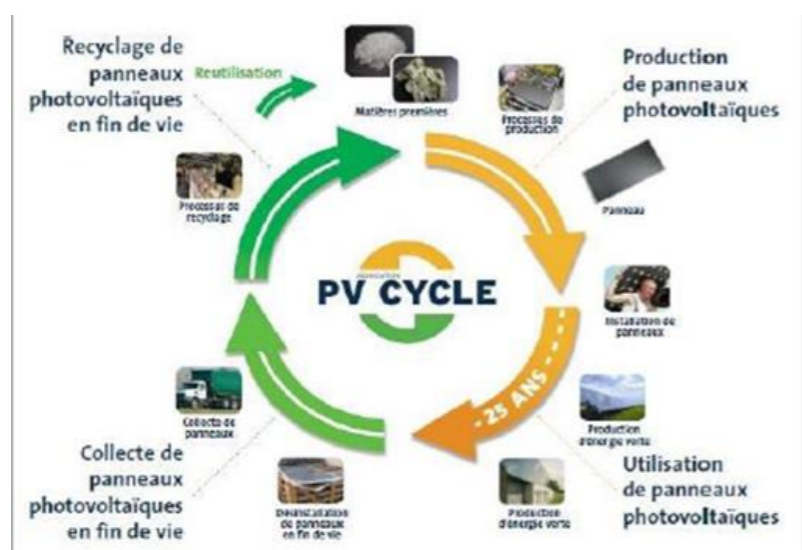 Recyclage de
panneaux
photovoltaïques
en fin de vie
Réutilisation
Matières premières
Processes de
production
Production
de panneaux
photovoltaïques
Panneau
Processus de
recyclage
ASSOCIATION
PV CYCLE
Installation de
panneaux
- 25 ANS -
Collecte de
panneaux
Production
d'énergie verte
Collecte de
panneaux
photovoltaïques
en fin de vie
Désinstallation
de panneaux
en fin de vie
Production
d'énergie verte
Utilisation
de panneaux
photovoltaïques